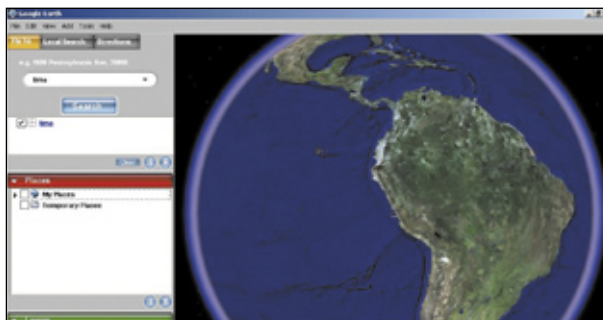 Google Earth
File Edit View Add Tools Help
Fly To Local Search Directions
e.g. 1600 Pennsylvania Ave, 20006
lima
Search
lima
Clear
Places
My Places
Temporary Places